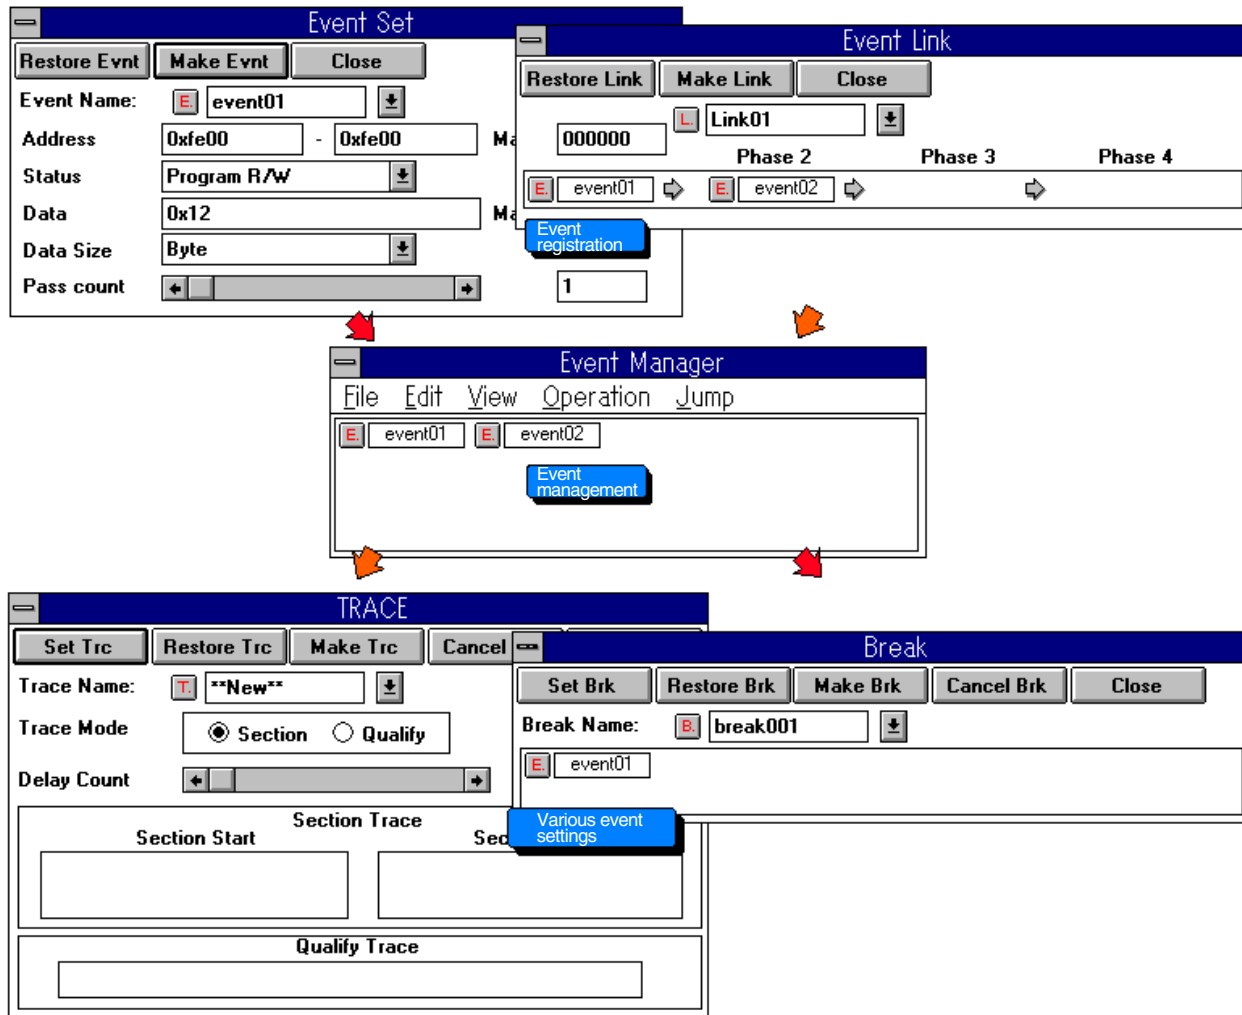 Event Set
Restore Evnt Make Evnt Close
Event Name: E. event01
Address 0xfe00 - 0xfe00 Ma
Status Program R/W
Data 0x12 Ma
Data Size Byte
Pass count 1
Event Link
Restore Link Make Link Close
L. Link01
000000
Phase 2 Phase 3 Phase 4
E. event01 E. event02
Event
registration
Event Manager
File Edit View Operation Jump
E. event01 E. event02
Event
management
TRACE
Set Trc Restore Trc Make Trc Cancel
Trace Name: T. **New**
Trace Mode Section Qualify
Delay Count
Section Trace
Section Start Sec
Qualify Trace
Break
Set Brk Restore Brk Make Brk Cancel Brk Close
Break Name: B. break001
E. event01
Various event
settings